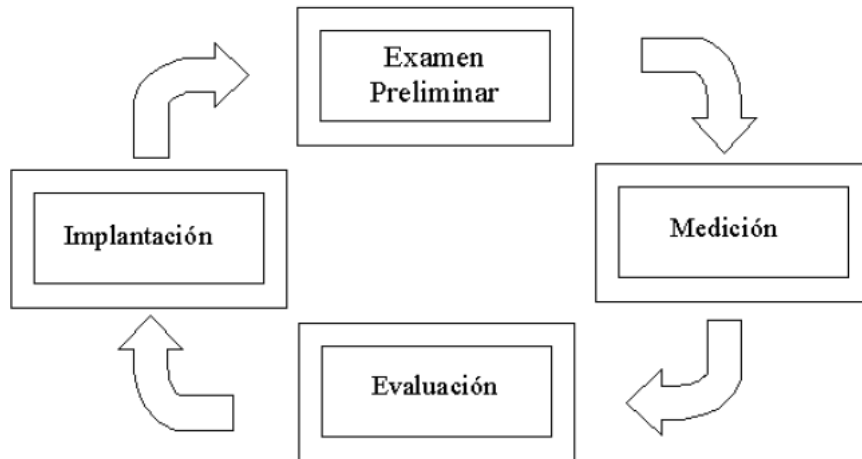 Examen
Preliminar
Implantación
Medición
Evaluación